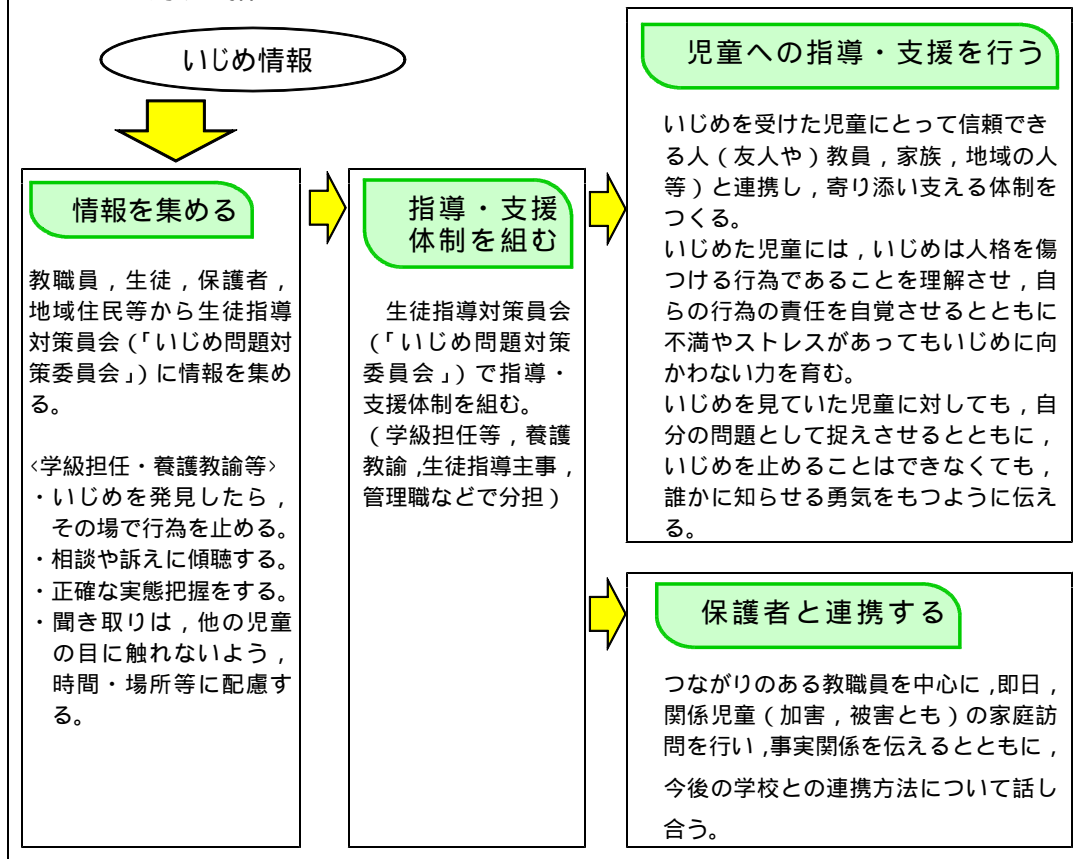 いじめ情報
情報を集める
教職員，生徒，保護者，
地域住民等から生徒指導
対策員会（「いじめ問題対
策委員会」）に情報を集め
る。
<学級担任・養護教諭等>
・いじめを発見したら，
その場で行為を止める。
・相談や訴えに傾聴する。
・正確な実態把握をする。
・聞き取りは，他の児童
の目に触れないよう，
時間・場所等に配慮す
る。
指導・支援
体制を組む
生徒指導対策員会
（「いじめ問題対策
委員会」）で指導・
支援体制を組む。
（学級担任等，養護
教諭，生徒指導主事，
管理職などで分担）
児童への指導・支援を行う
いじめを受けた児童にとって信頼でき
る人（友人や）教員，家族，地域の人
等）と連携し，寄り添い支える体制を
つくる。
いじめた児童には，いじめは人格を傷
つける行為であることを理解させ，自
らの行為の責任を自覚させるとともに
不満やストレスがあってもいじめに向
かわない力を育む。
いじめを見ていた児童に対しても，自
分の問題として捉えさせるとともに，
いじめを止めることはできなくても，
誰かに知らせる勇気をもつように伝え
る。
保護者と連携する
つながりのある教職員を中心に，即日，
関係児童（加害，被害とも）の家庭訪
問を行い，事実関係を伝えるとともに，
今後の学校との連携方法について話し
合う。